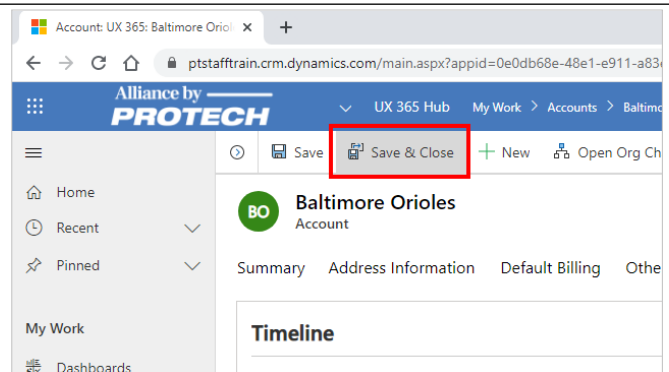 Account: UX 365: Baltimore Oriol
ptstafftrain.crm.dynamics.com/main.aspx?appid=0e0db68e-48e1-e911-a83
Alliance by
PROTECH
UX 365 Hub My Work > Accounts > Baltimo
Save Save & Close New Open Org Ch
Home
BO Baltimore Orioles
Account
Recent
Pinned
Summary Address Information Default Billing Othe
My Work
Timeline
Dashboards